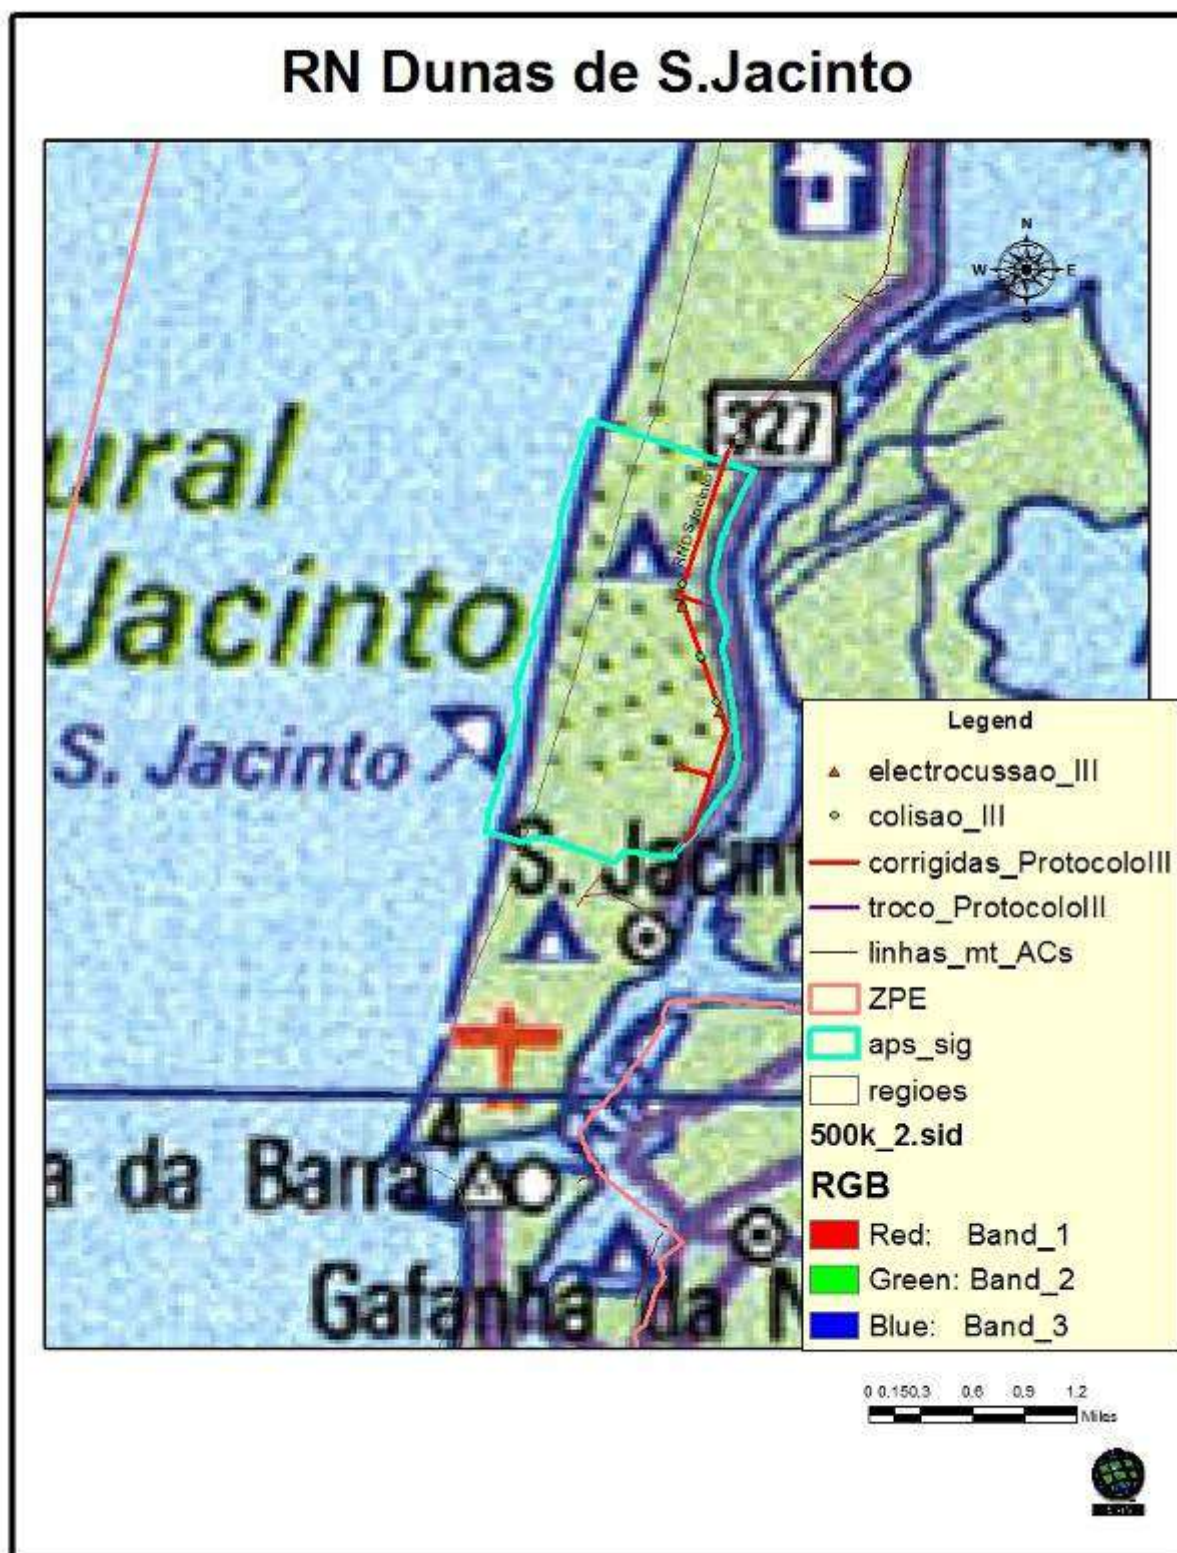 RN Dunas de S.Jacinto
N
W E
S
327
ural
Jacinto
S. Jacinto
S. Jacint
4
a da Barra
Gafanha da N
Legend
electrocussao_III
colisao_III
corrigidas_ProtocoloIII
troco_ProtocoloIII
linhas_mt_ACs
ZPE
aps_sig
regioes
500k_2.sid
RGB
Red: Band_1
Green: Band_2
Blue: Band_3
0 0.150.3 0.6 0.9 1.2
Miles